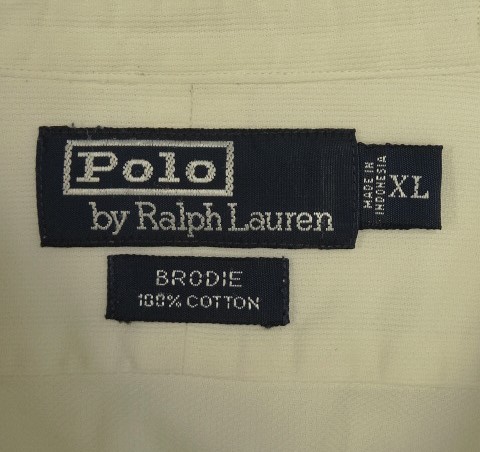 Polo
by Ralph Lauren
MADE IN
INDONESIA
XL
BRODIE
100% COTTON